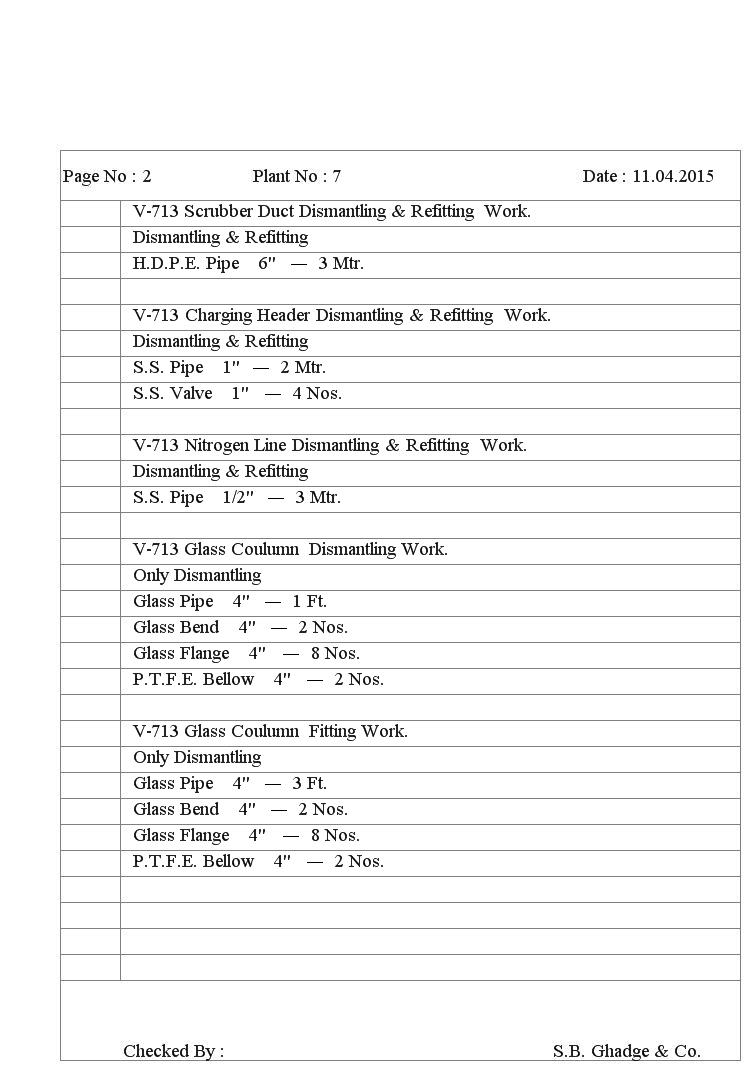 Page No : 2 Plant No : 7 Date : 11.04.2015
V-713 Scrubber Duct Dismantling & Refitting Work.
Dismantling & Refitting
H.D.P.E. Pipe 6" — 3 Mtr.
V-713 Charging Header Dismantling & Refitting Work.
Dismantling & Refitting
S.S. Pipe 1" — 2 Mtr.
S.S. Valve 1" — 4 Nos.
V-713 Nitrogen Line Dismantling & Refitting Work.
Dismantling & Refitting
S.S. Pipe 1/2" — 3 Mtr.
V-713 Glass Coulumn Dismantling Work.
Only Dismantling
Glass Pipe 4" — 1 Ft.
Glass Bend 4" — 2 Nos.
Glass Flange 4" — 8 Nos.
P.T.F.E. Bellow 4" — 2 Nos.
V-713 Glass Coulumn Fitting Work.
Only Dismantling
Glass Pipe 4" — 3 Ft.
Glass Bend 4" — 2 Nos.
Glass Flange 4" — 8 Nos.
P.T.F.E. Bellow 4" — 2 Nos.
Checked By : S.B. Ghadge & Co.